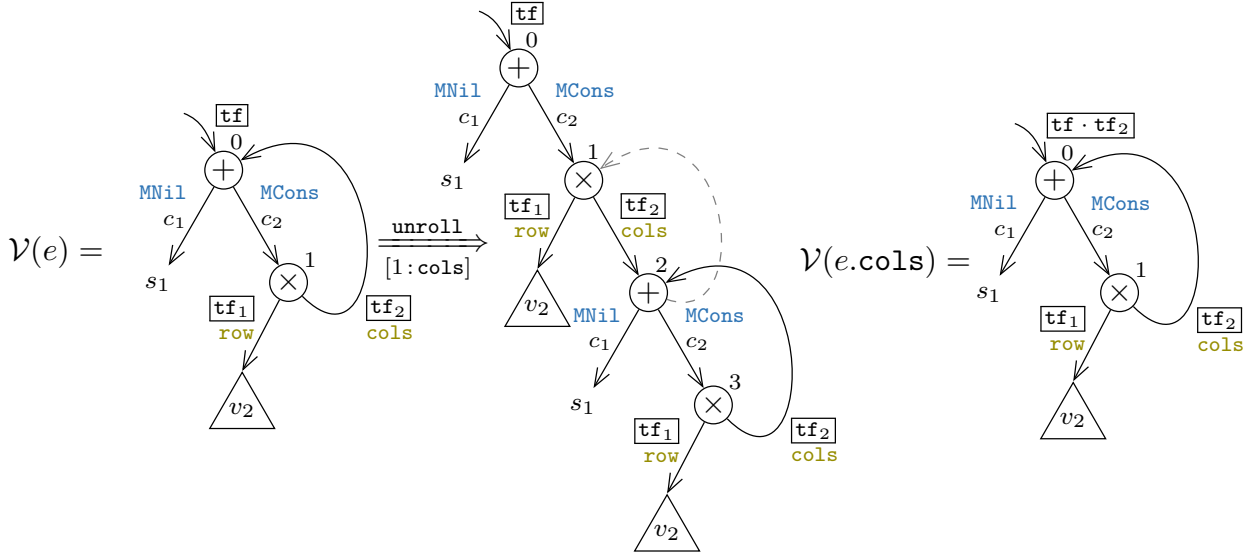 𝒱(e) =
tf
0
+
MNil MCons
c₁ c₂
s₁
1
×
tf₁ tf₂
row cols
v₂
unroll
[1:cols]
tf
0
+
MNil MCons
c₁ c₂
s₁
1
×
tf₁ tf₂
row cols
v₂
2
+
MNil MCons
c₁ c₂
s₁
3
×
tf₁ tf₂
row cols
v₂
𝒱(e.cols) =
tf · tf₂
0
+
MNil MCons
c₁ c₂
s₁
1
×
tf₁ tf₂
row cols
v₂